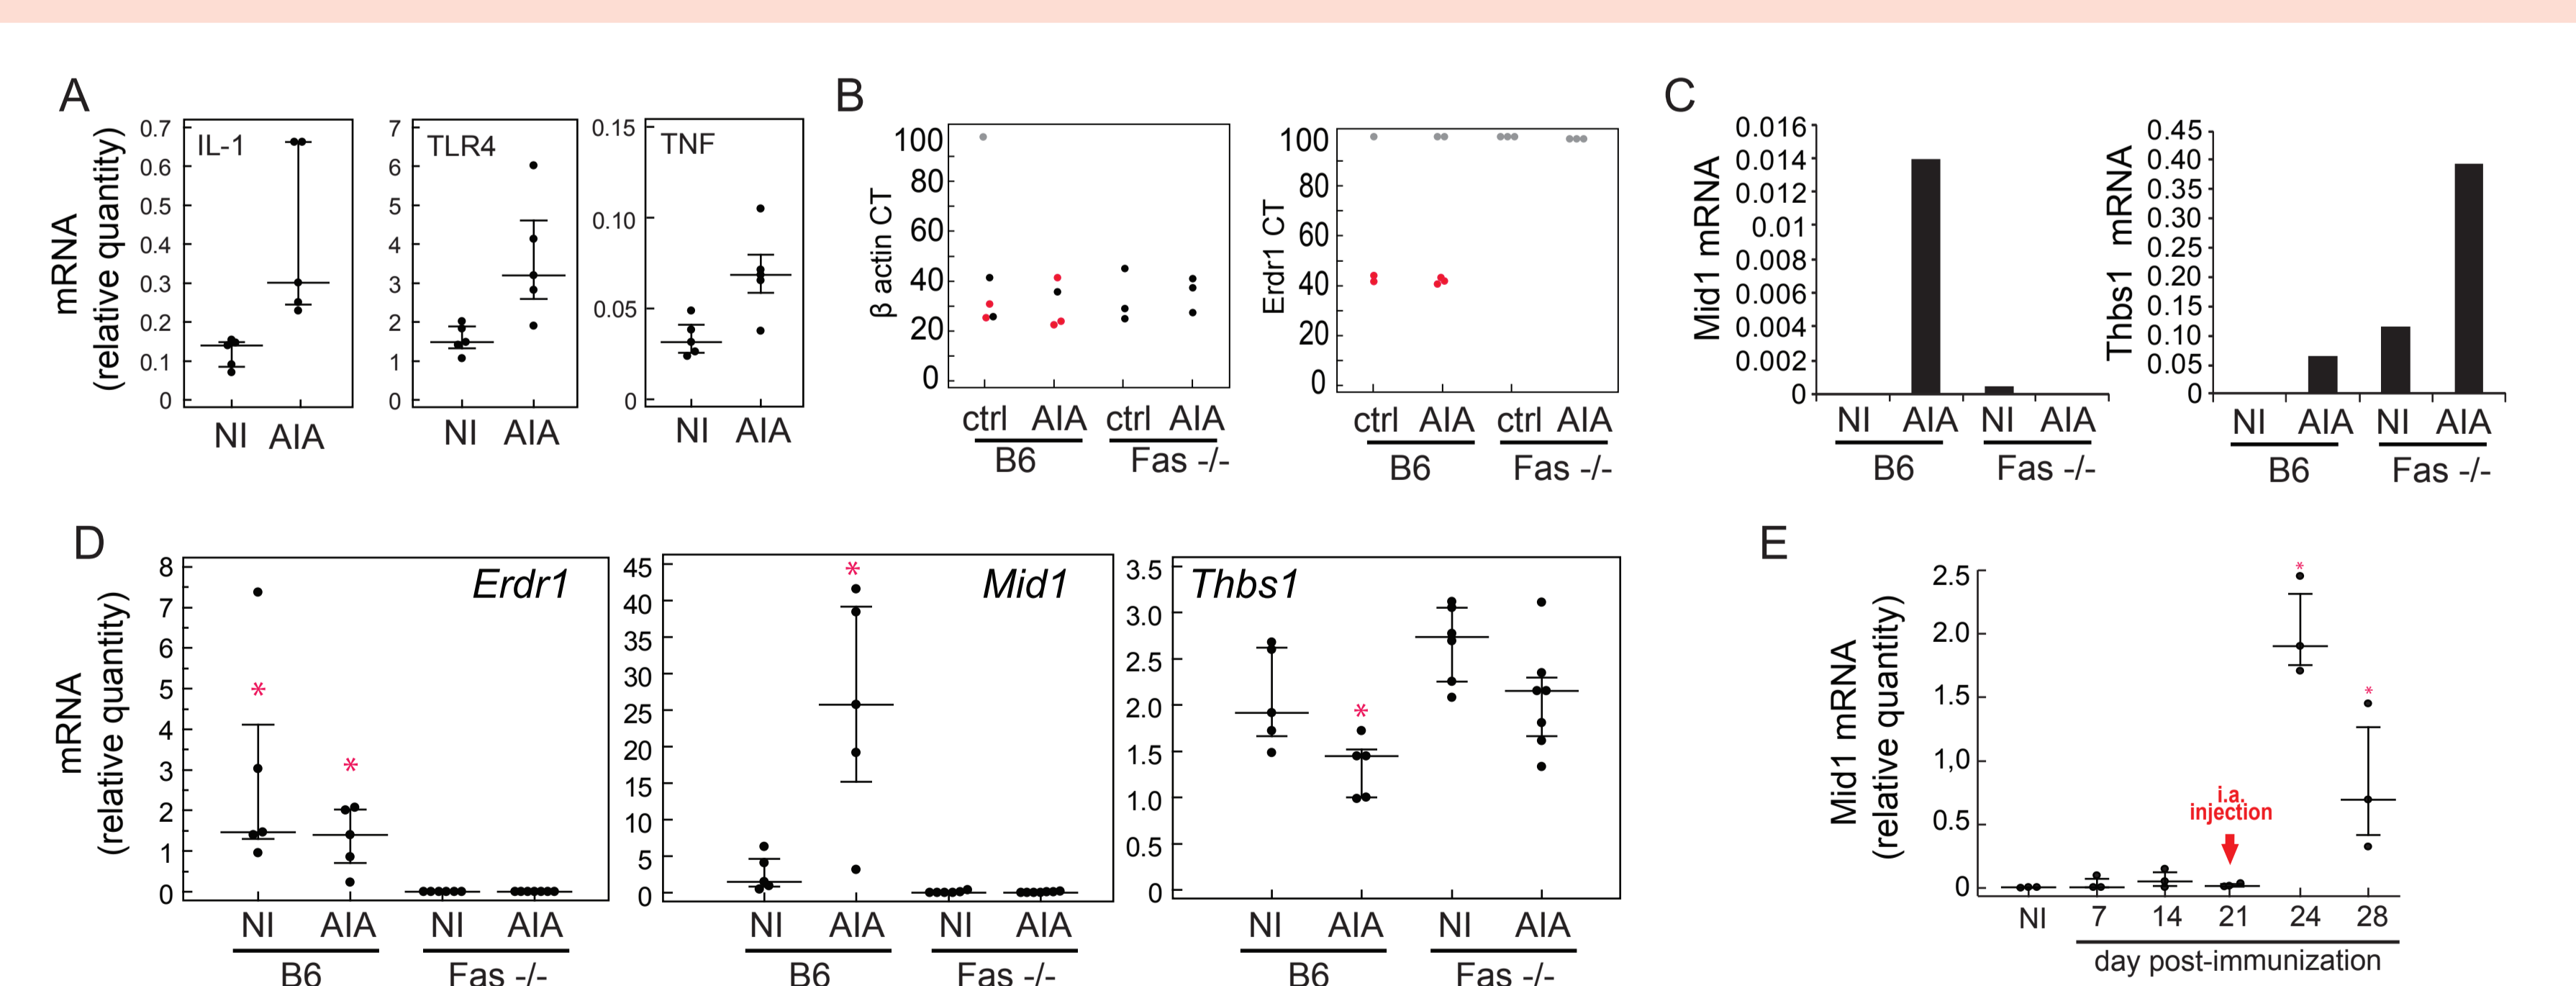 A
mRNA
(relative quantity)
0.7
0.6
0.5
0.4
0.3
0.2
0.1
0
IL-1
NI AIA
7
6
5
4
3
2
1
0
TLR4
NI AIA
0.15
0.10
0.05
0
TNF
NI AIA
B
β actin CT
100
80
60
40
20
0
ctrl AIA ctrl AIA
B6 Fas -/-
Erdr1 CT
100
80
60
40
20
0
ctrl AIA ctrl AIA
B6 Fas -/-
C
Mid1 mRNA
0.016
0.014
0.012
0.01
0.008
0.006
0.004
0.002
0
NI AIA NI AIA
B6 Fas -/-
Thbs1 mRNA
0.45
0.40
0.35
0.30
0.25
0.20
0.15
0.10
0.05
0
NI AIA NI AIA
B6 Fas -/-
D
mRNA
(relative quantity)
8
7
6
5
4
3
2
1
0
Erdr1
*
*
NI AIA NI AIA
B6 Fas -/-
45
40
35
30
25
20
15
10
5
0
Mid1
*
NI AIA NI AIA
B6 Fas -/-
3.5
3.0
2.5
2.0
1.5
1.0
0.5
0
Thbs1
*
NI AIA NI AIA
B6 Fas -/-
E
Mid1 mRNA
(relative quantity)
2.5
2.0
1.5
1,0
0.5
0
*
*
i.a.
injection
NI 7 14 21 24 28
day post-immunization